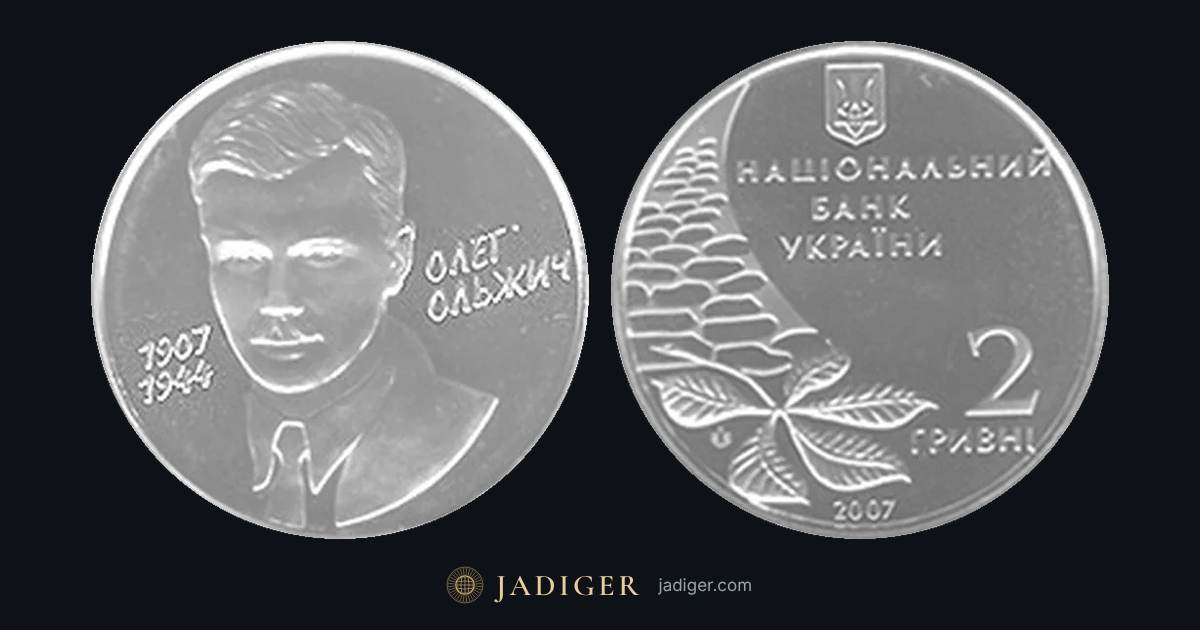 ОЛЕГ
ОЛЬЖИЧ
1907
1944
НАЦІОНАЛЬНИЙ
БАНК
УКРАЇНИ
2
ГРИВНІ
2007
JADIGER jadiger.com